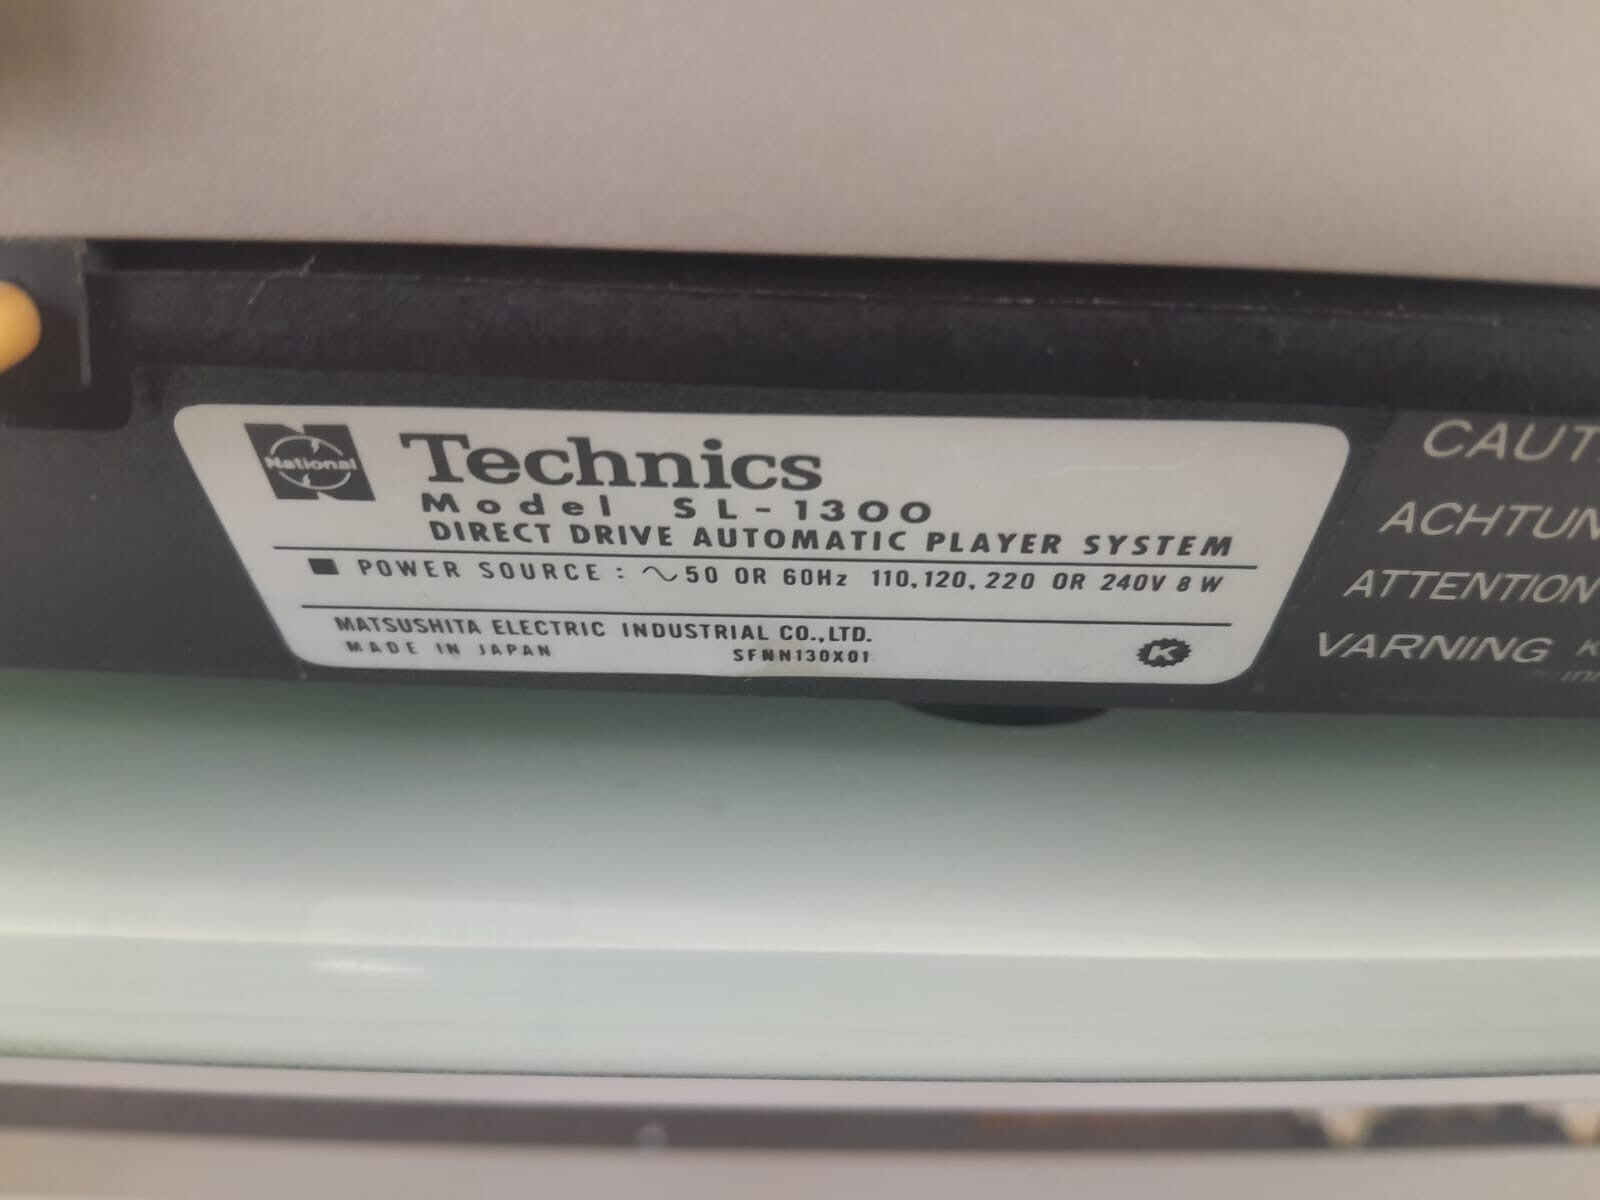 National
Technics
Model SL-1300
DIRECT DRIVE AUTOMATIC PLAYER SYSTEM
■ POWER SOURCE : ∿50 OR 60Hz 110,120,220 OR 240V 8W
MATSUSHITA ELECTRIC INDUSTRIAL CO.,LTD.
MADE IN JAPAN SFNN130X01
K
CAUT
ACHTUN
ATTENTION
VARNING K